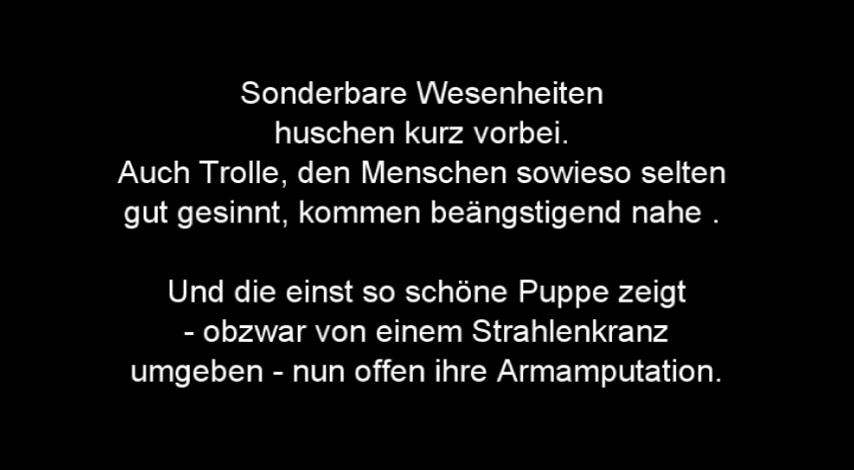 Sonderbare Wesenheiten
huschen kurz vorbei.
Auch Trolle, den Menschen sowieso selten
gut gesinnt, kommen beängstigend nahe .
Und die einst so schöne Puppe zeigt
- obzwar von einem Strahlenkranz
umgeben - nun offen ihre Armamputation.